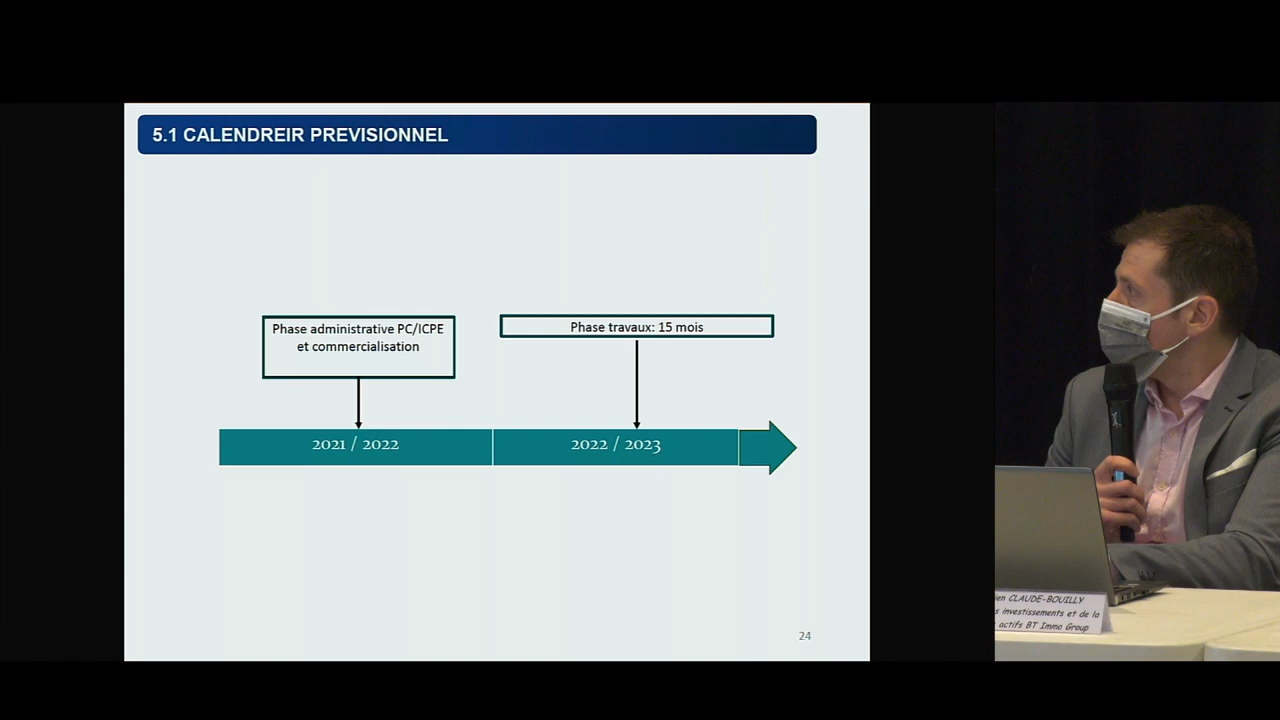 5.1 CALENDREIR PREVISIONNEL
Phase administrative PC/ICPE
et commercialisation
Phase travaux: 15 mois
2021 / 2022
2022 / 2023
24
CLAUDE-BOUILLY
investissements et de la
actifs BT Immo Group